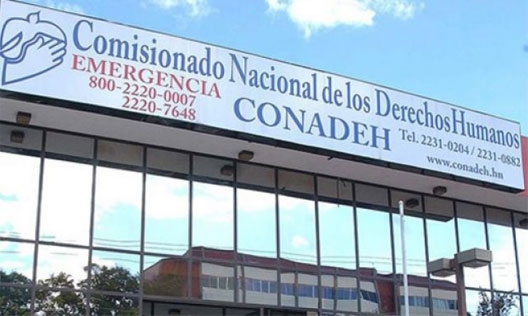 Comisionado Nacional de los Derechos Humanos
EMERGENCIA
800-2220-0007
2220-7648
CONADEH
Tel. 2231-0204 / 2231-0882
www.conadeh.hn